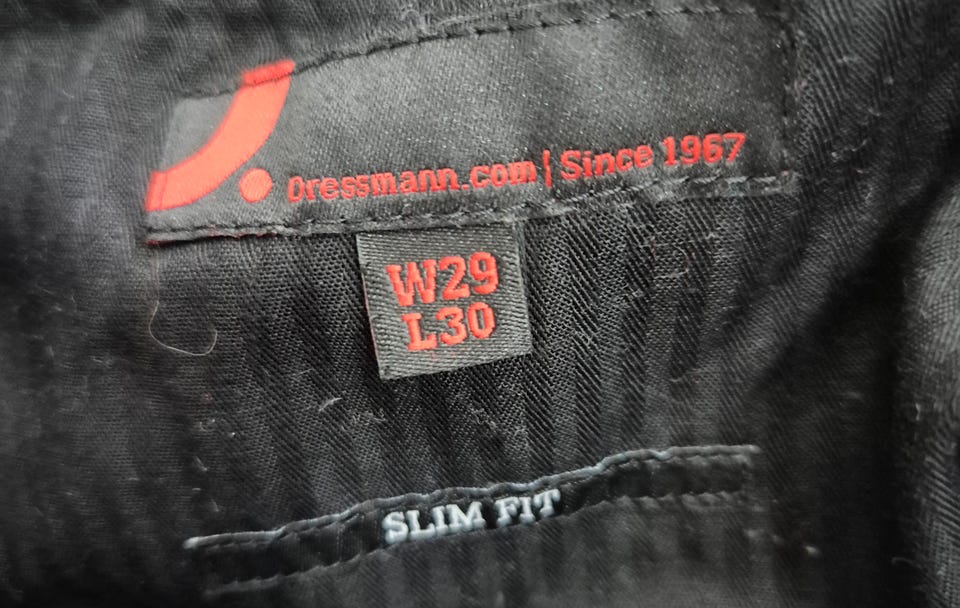 Dressmann.com | Since 1967
W29
L30
SLIM FIT